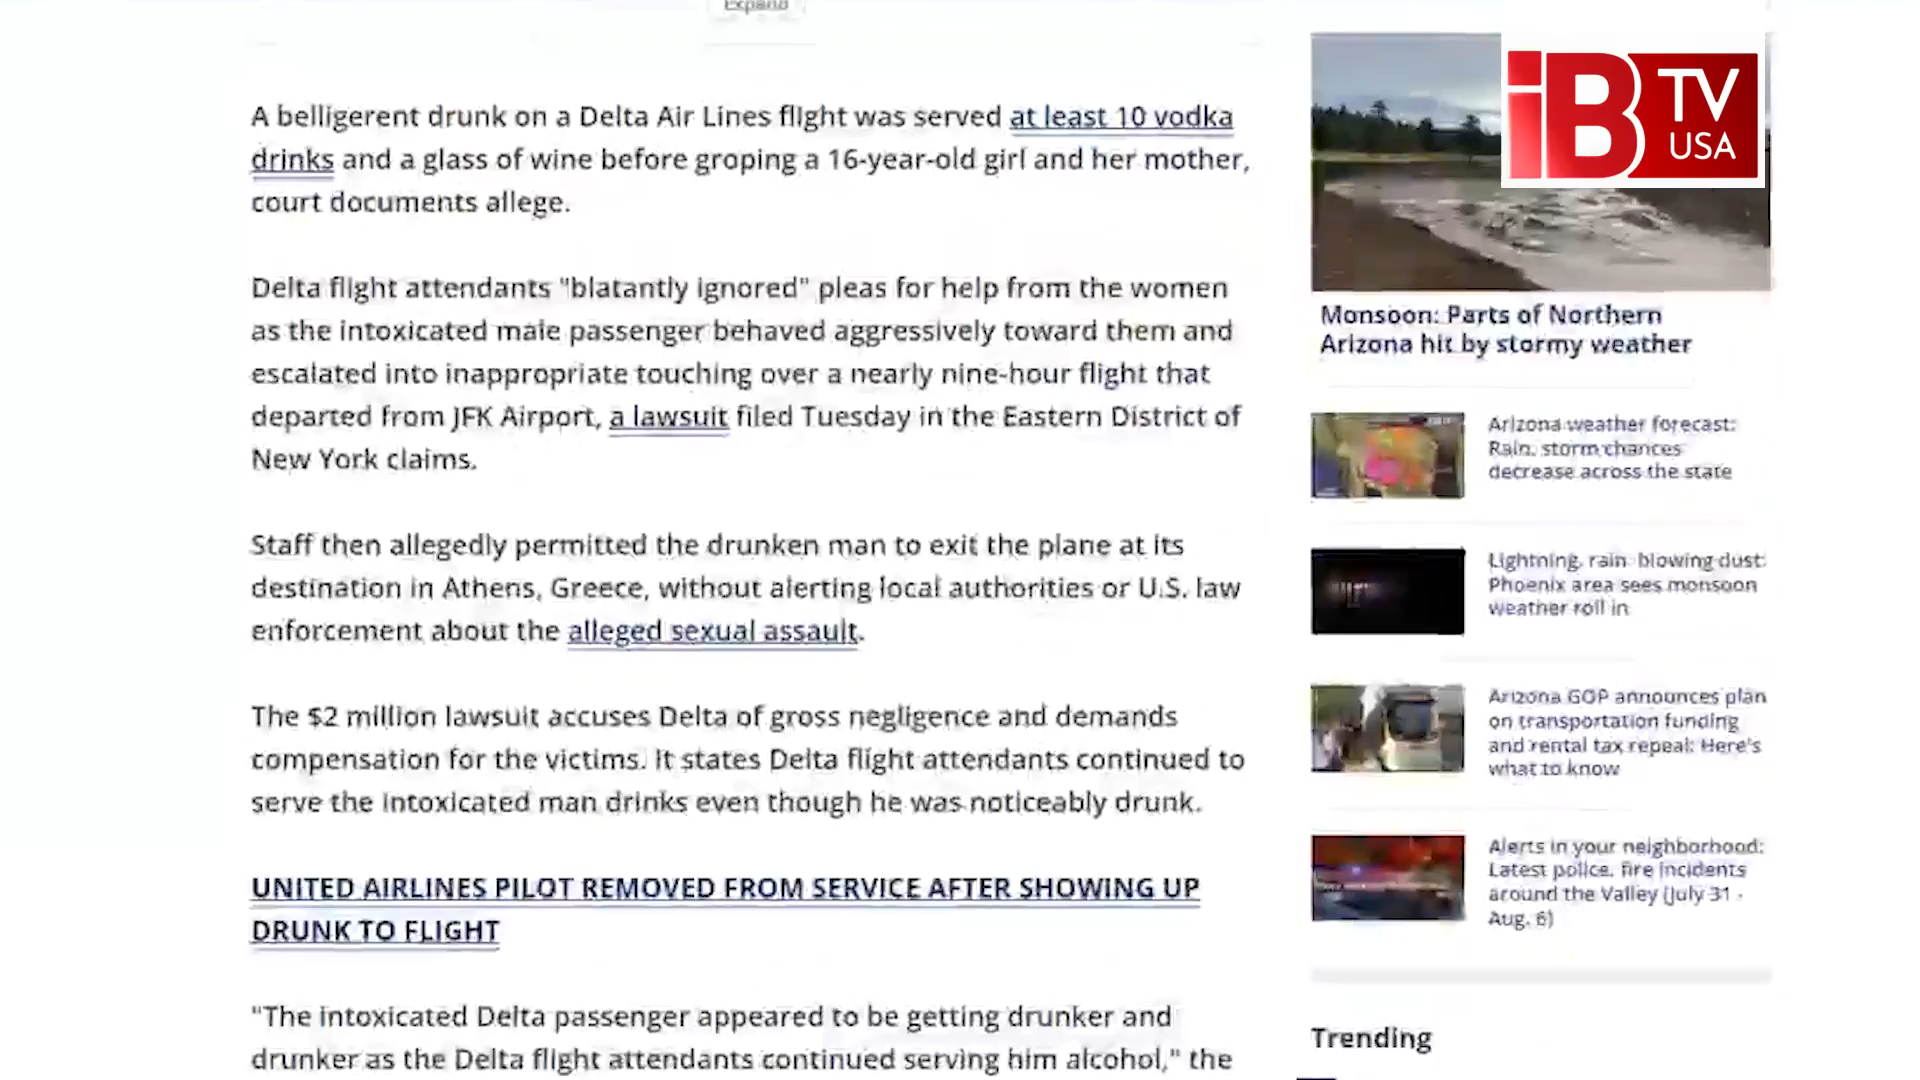 Expand
A belligerent drunk on a Delta Air Lines flight was served at least 10 vodka
drinks and a glass of wine before groping a 16-year-old girl and her mother,
court documents allege.
Delta flight attendants "blatantly ignored" pleas for help from the women
as the intoxicated male passenger behaved aggressively toward them and
escalated into inappropriate touching over a nearly nine-hour flight that
departed from JFK Airport, a lawsuit filed Tuesday in the Eastern District of
New York claims.
Staff then allegedly permitted the drunken man to exit the plane at its
destination in Athens, Greece, without alerting local authorities or U.S. law
enforcement about the alleged sexual assault.
The $2 million lawsuit accuses Delta of gross negligence and demands
compensation for the victims. It states Delta flight attendants continued to
serve the intoxicated man drinks even though he was noticeably drunk.
UNITED AIRLINES PILOT REMOVED FROM SERVICE AFTER SHOWING UP
DRUNK TO FLIGHT
"The intoxicated Delta passenger appeared to be getting drunker and
drunker as the Delta flight attendants continued serving him alcohol," the
iB TV
USA
Monsoon: Parts of Northern
Arizona hit by stormy weather
Arizona weather forecast:
Rain, storm chances
decrease across the state
Lightning, rain, blowing dust:
Phoenix area sees monsoon
weather roll in
Arizona GOP announces plan
on transportation funding
and rental tax repeal: Here's
what to know
Alerts in your neighborhood:
Latest police, fire incidents
around the Valley (July 31 -
Aug. 6)
Trending